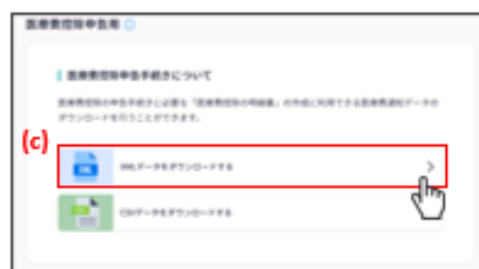 医療費控除申告用
医療費控除申告手続きについて
医療費控除の申告手続きに必要な「医療費控除の明細書」の作成に利用できる医療費通知データの
ダウンロードを行うことができます。
(c)
XMLデータをダウンロードする
CSVデータをダウンロードする